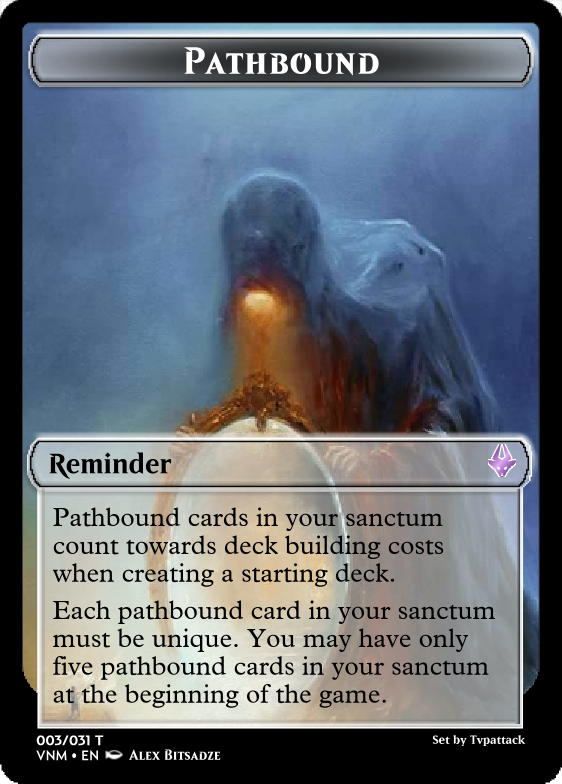 Pathbound
Reminder
Pathbound cards in your sanctum
count towards deck building costs
when creating a starting deck.
Each pathbound card in your sanctum
must be unique. You may have only
five pathbound cards in your sanctum
at the beginning of the game.
003/031 T
Set by Tvpattack
VNM • EN Alex Bitsadze